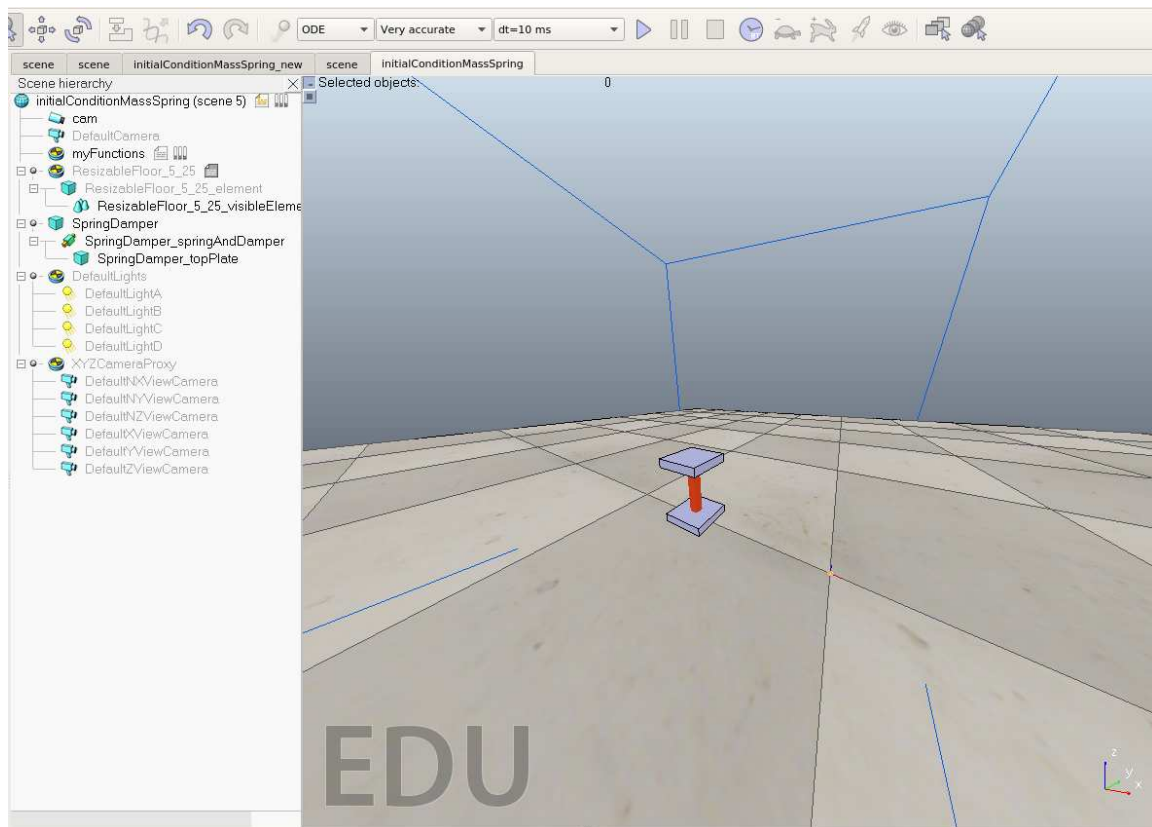 ODE Very accurate dt=10 ms
scene scene initialConditionMassSpring_new scene initialConditionMassSpring
Scene hierarchy
Selected objects: 0
initialConditionMassSpring (scene 5)
cam
DefaultCamera
myFunctions
ResizableFloor_5_25
ResizableFloor_5_25_element
ResizableFloor_5_25_visibleEleme
SpringDamper
SpringDamper_springAndDamper
SpringDamper_topPlate
DefaultLights
DefaultLightA
DefaultLightB
DefaultLightC
DefaultLightD
XYZCameraProxy
DefaultNXViewCamera
DefaultNYViewCamera
DefaultNZViewCamera
DefaultXViewCamera
DefaultYViewCamera
DefaultZViewCamera
EDU
z
y
x